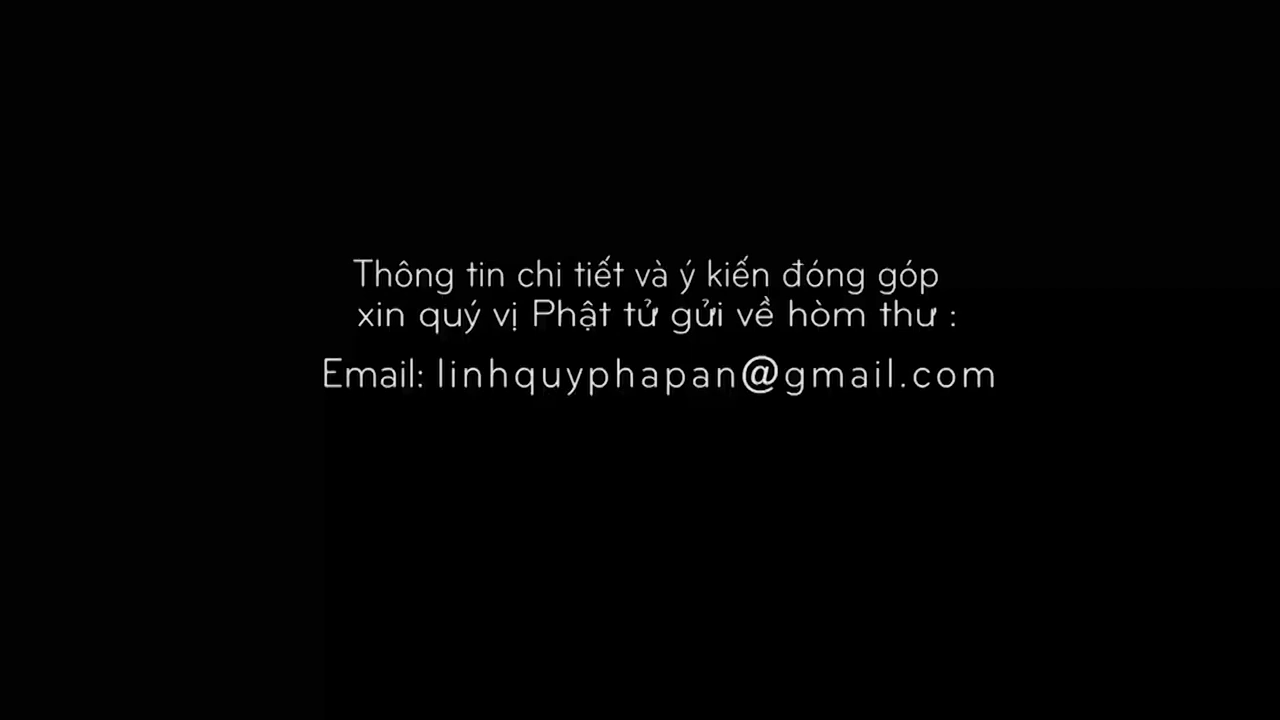 Thông tin chi tiết và ý kiến đóng góp
xin quý vị Phật tử gửi về hòm thư :
Email: linhquyphapan@gmail.com